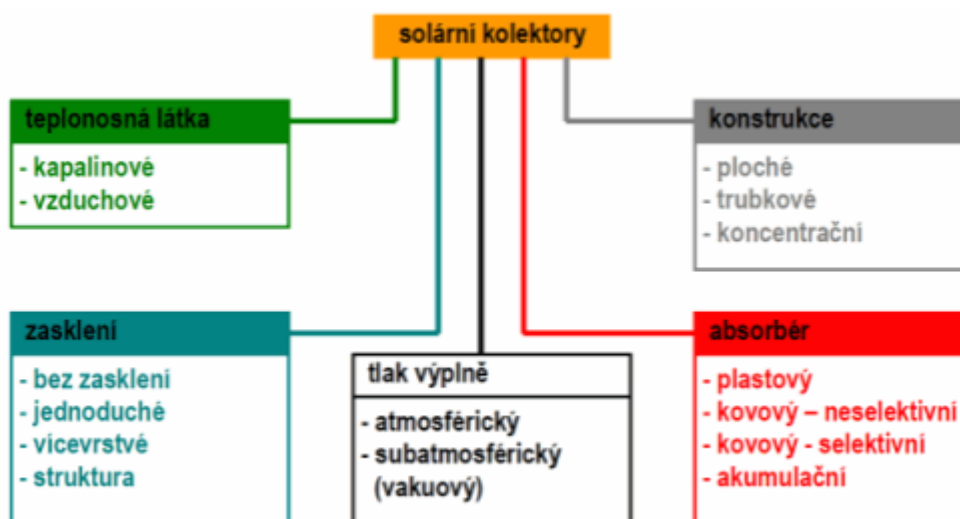 solární kolektory
teplonosná látka
- kapalinové
- vzduchové
konstrukce
- ploché
- trubkové
- koncentrační
zasklení
- bez zasklení
- jednoduché
- vícevrstvé
- struktura
tlak výplně
- atmosférický
- subatmosférický
(vakuový)
absorbér
- plastový
- kovový – neselektivní
- kovový - selektivní
- akumulační